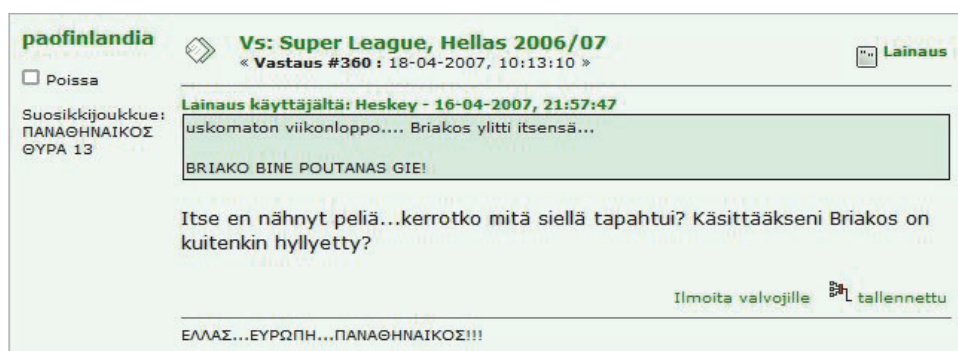 paofinlandia
Poissa
Suosikkijoukkue:
ΠΑΝΑΘΗΝΑΙΚΟΣ
ΘΥΡΑ 13
Vs: Super League, Hellas 2006/07
« Vastaus #360 : 18-04-2007, 10:13:10 »
Lainaus
Lainaus käyttäjältä: Heskey - 16-04-2007, 21:57:47
uskomaton viikonloppo.... Briakos ylitti itsensä...
BRIAKO BINE POUTANAS GIE!
Itse en nähnyt peliä...kerrotko mitä siellä tapahtui? Käsittääkseni Briakos on
kuitenkin hyllyetty?
Ilmoita valvojille
tallennettu
ΕΛΛΑΣ...ΕΥΡΩΠΗ...ΠΑΝΑΘΗΝΑΙΚΟΣ!!!